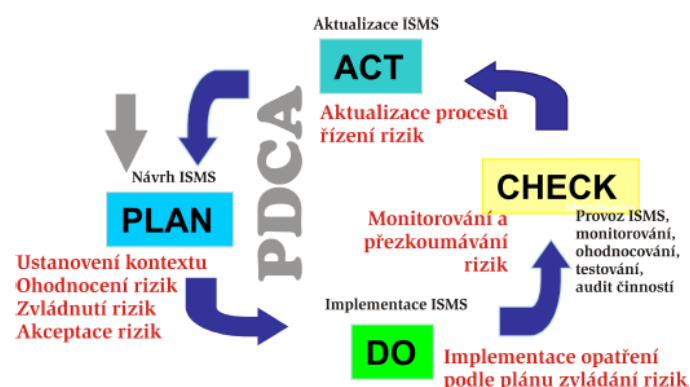 Aktualizace ISMS
ACT
Aktualizace procesů
řízení rizik
PDCA
Návrh ISMS
PLAN
Ustanovení kontextu
Ohodnocení rizik
Zvládnutí rizik
Akceptace rizik
CHECK
Provoz ISMS,
monitorování,
ohodnocování,
testování,
audit činností
Monitorování a
přezkoumávání
rizik
Implementace ISMS
DO
Implementace opatření
podle plánu zvládání rizik